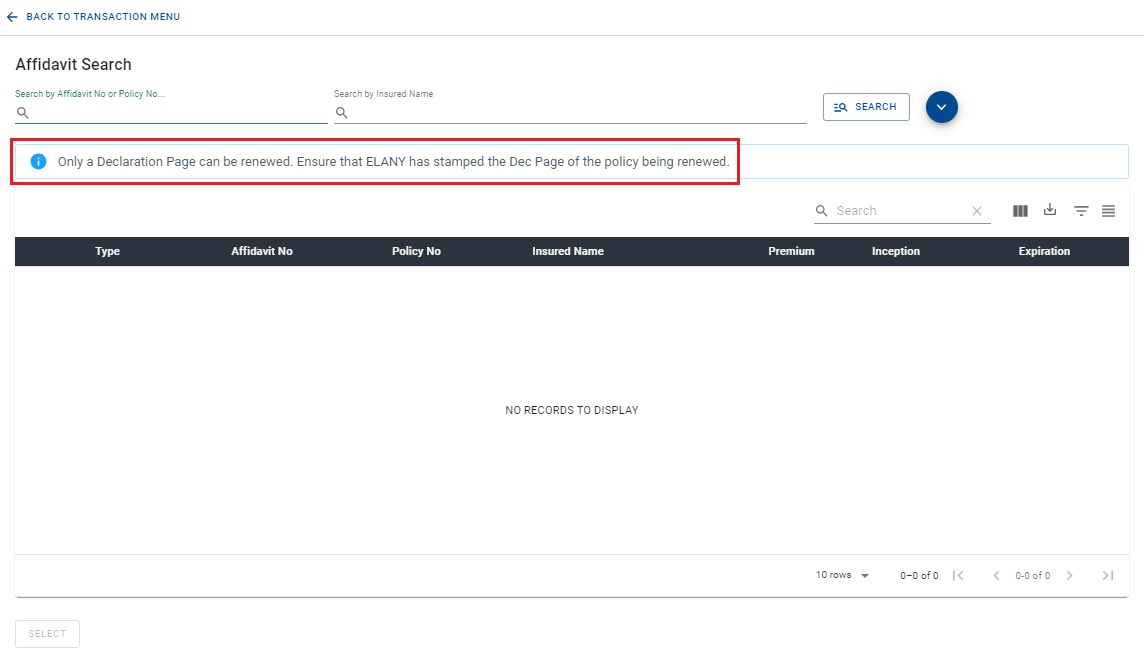 BACK TO TRANSACTION MENU
Affidavit Search
Search by Affidavit No or Policy No...
Search by Insured Name
SEARCH
Only a Declaration Page can be renewed. Ensure that ELANY has stamped the Dec Page of the policy being renewed.
Search
Type Affidavit No Policy No Insured Name Premium Inception Expiration
NO RECORDS TO DISPLAY
10 rows 0–0 of 0 0-0 of 0
SELECT